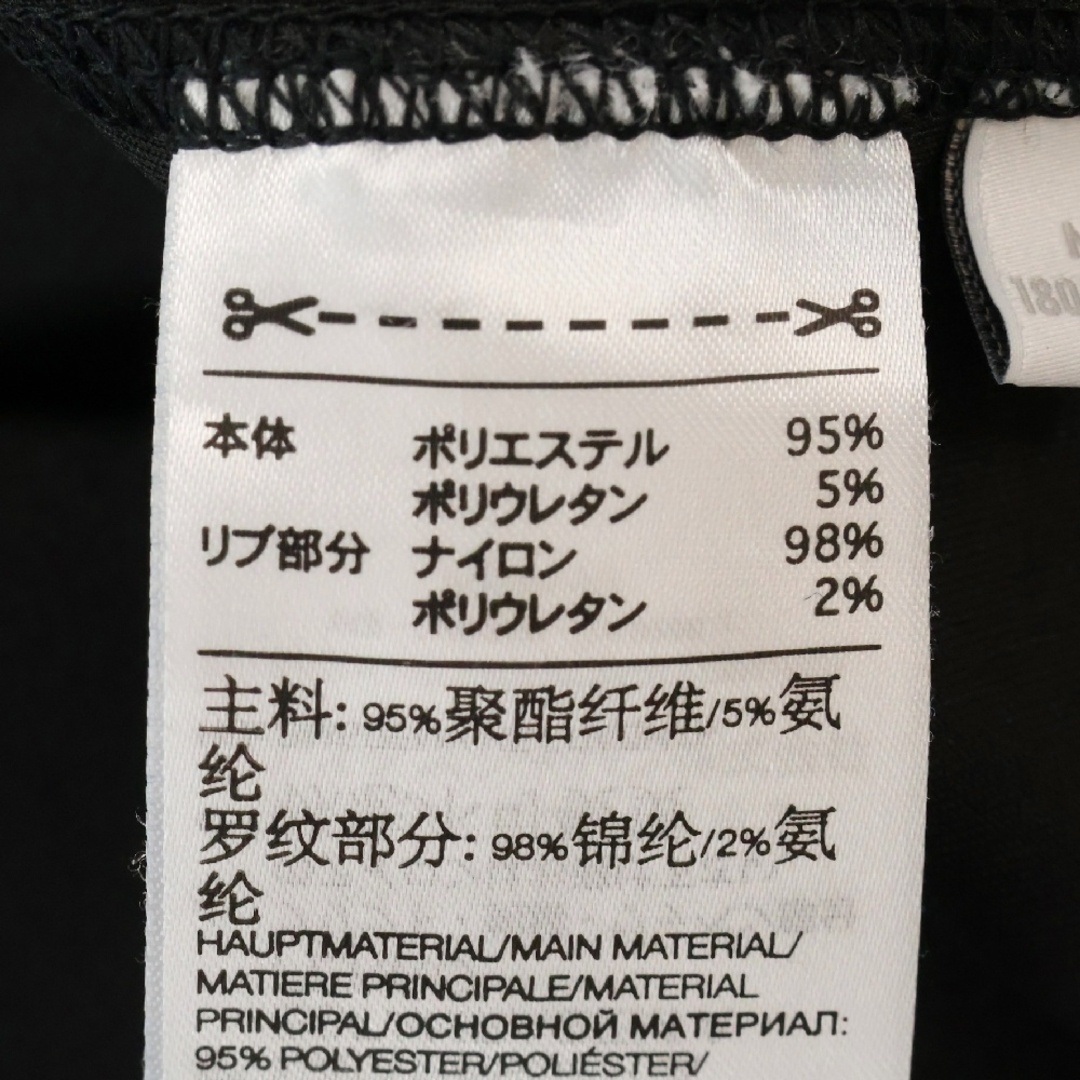 本体 ポリエステル 95%
ポリウレタン 5%
リブ部分 ナイロン 98%
ポリウレタン 2%
主料: 95%聚酯纤维/5%氨
纶
罗纹部分: 98%锦纶/2%氨
纶
HAUPTMATERIAL/MAIN MATERIAL/
MATIERE PRINCIPALE/MATERIAL
PRINCIPAL/ОСНОВНОЙ МАТЕРИАЛ:
95% POLYESTER/POLIÉSTER/